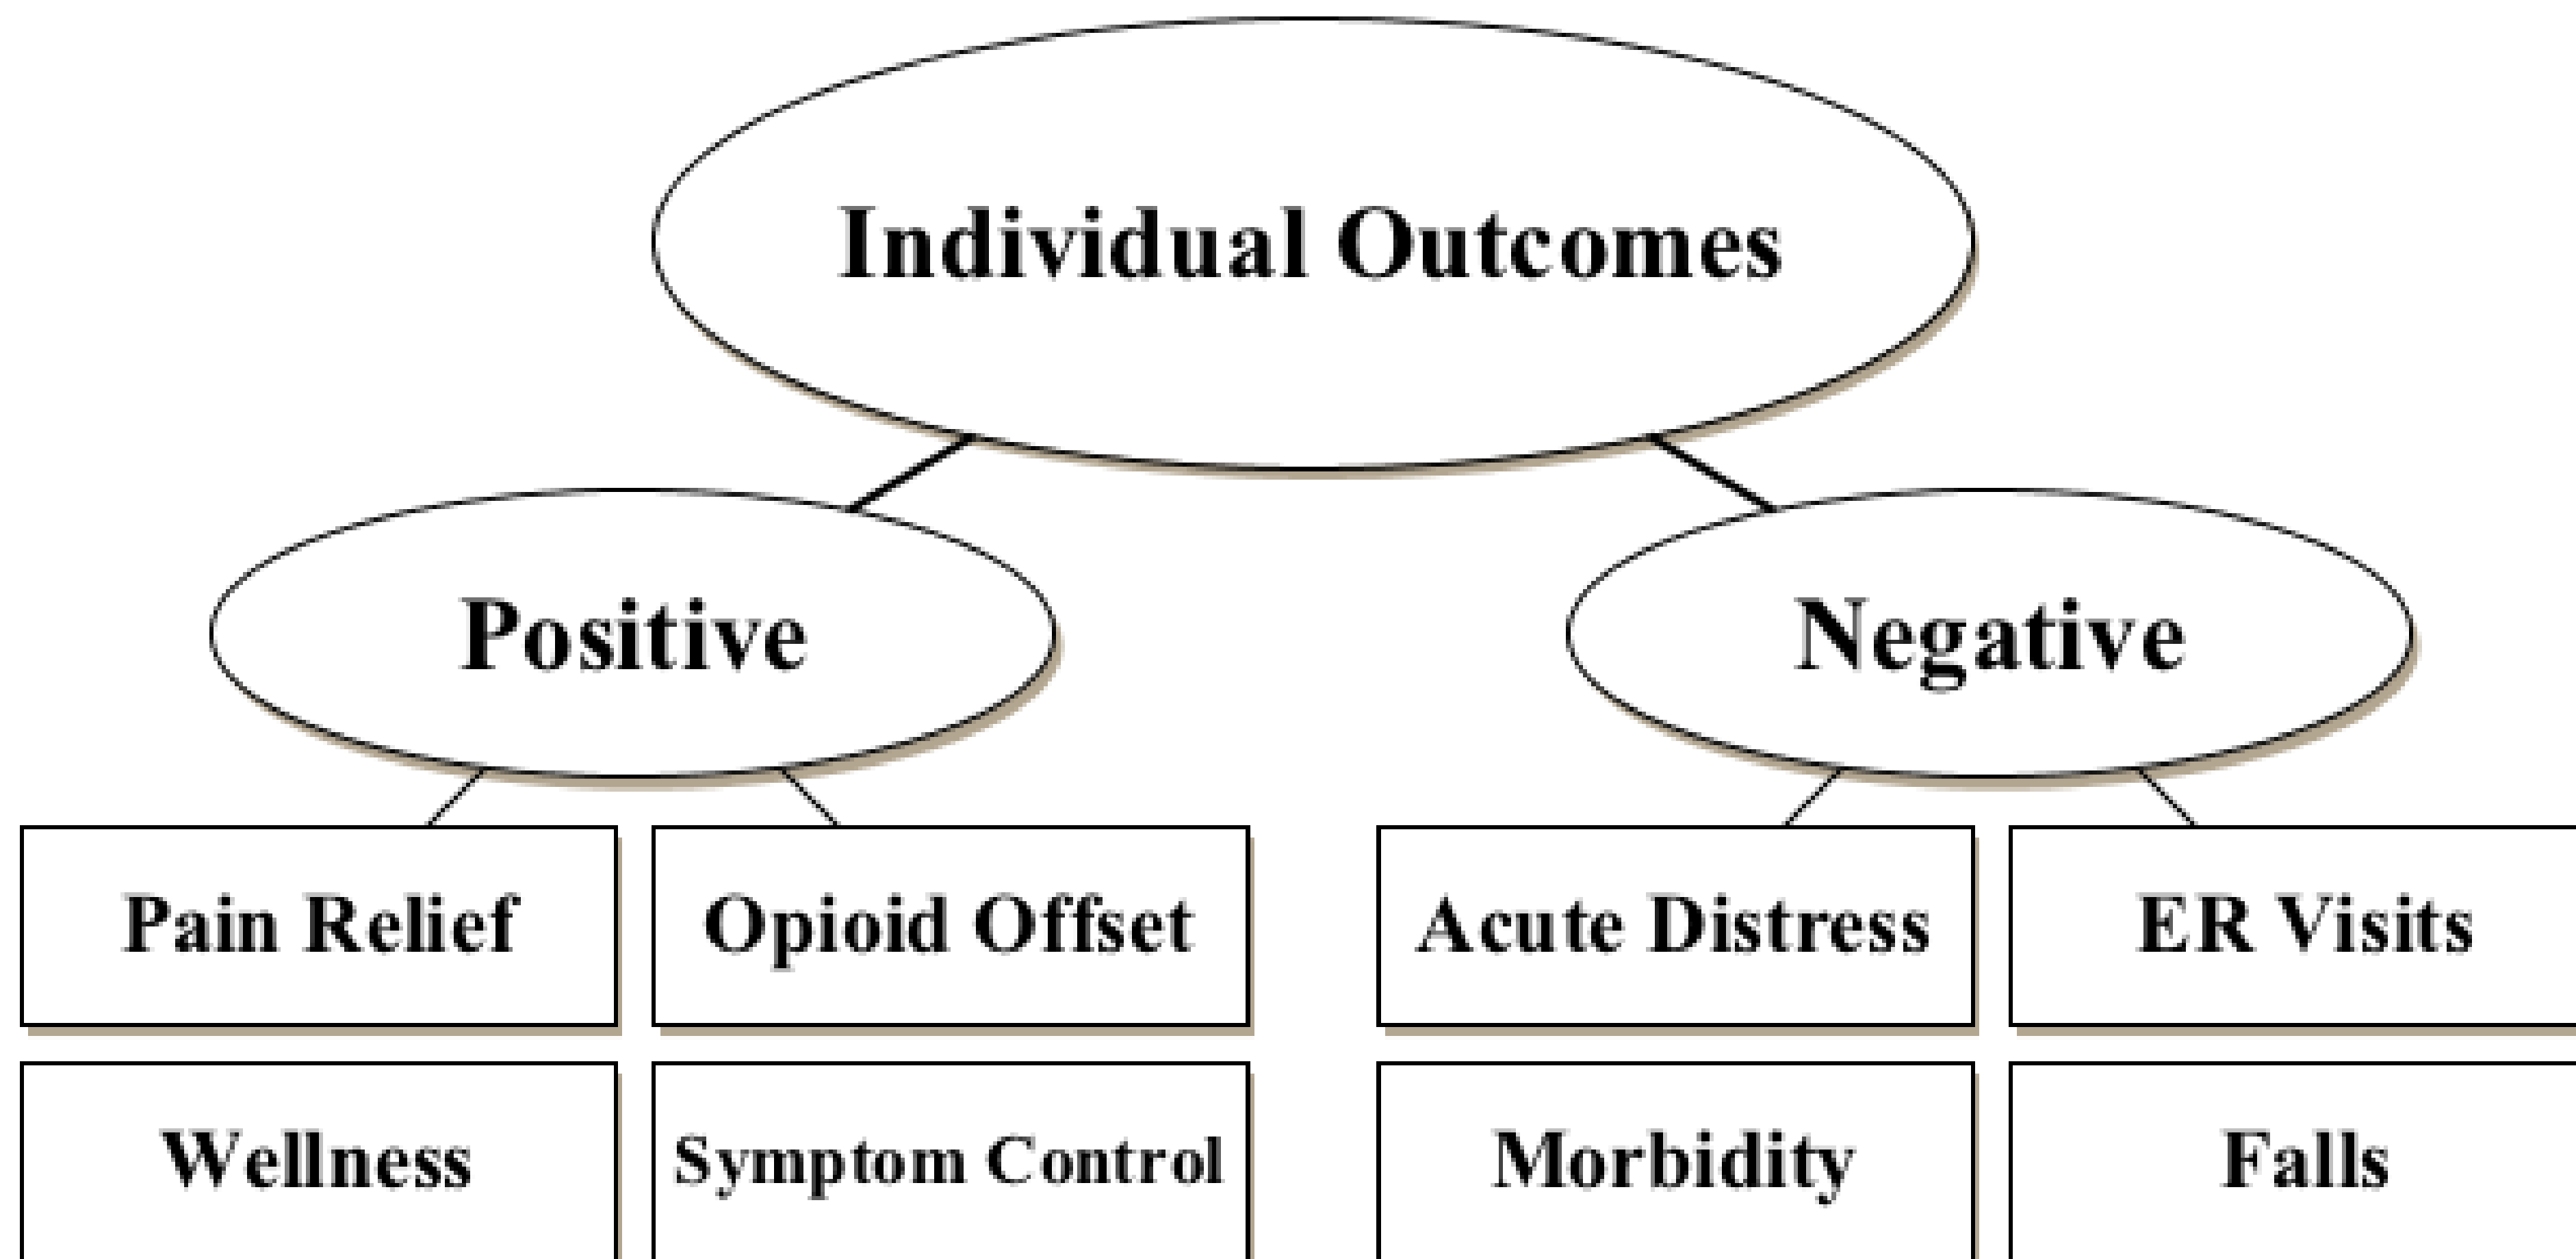 Individual Outcomes
Positive
Negative
Pain Relief
Opioid Offset
Acute Distress
ER Visits
Wellness
Symptom Control
Morbidity
Falls